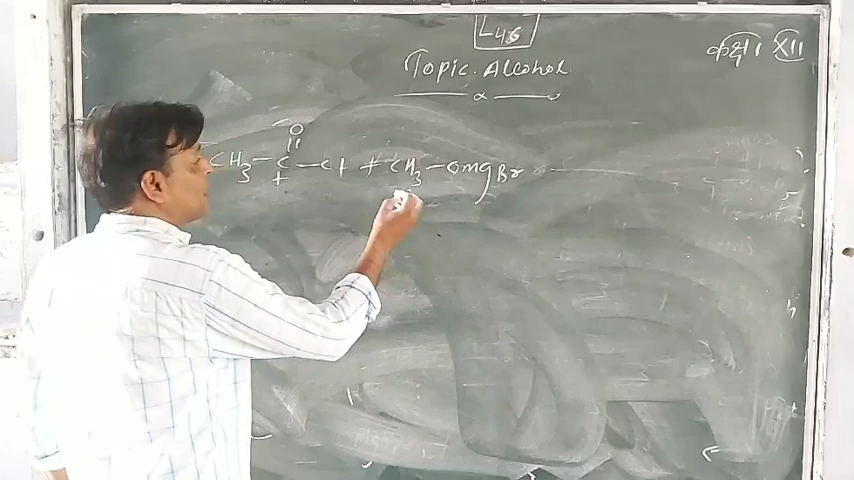 L46
कक्षा XII
Topic. Alcohol
O
CH3 – C – Cl + CH3 – OMgBr
+